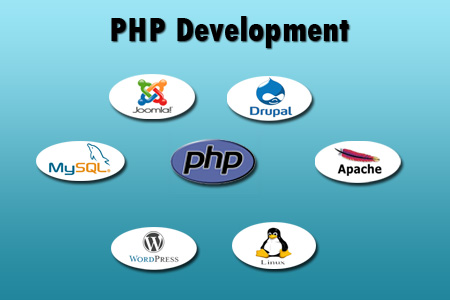 PHP Development
Joomla!
Drupal
MySQL®
php
Apache
WORDPRESS
Linux